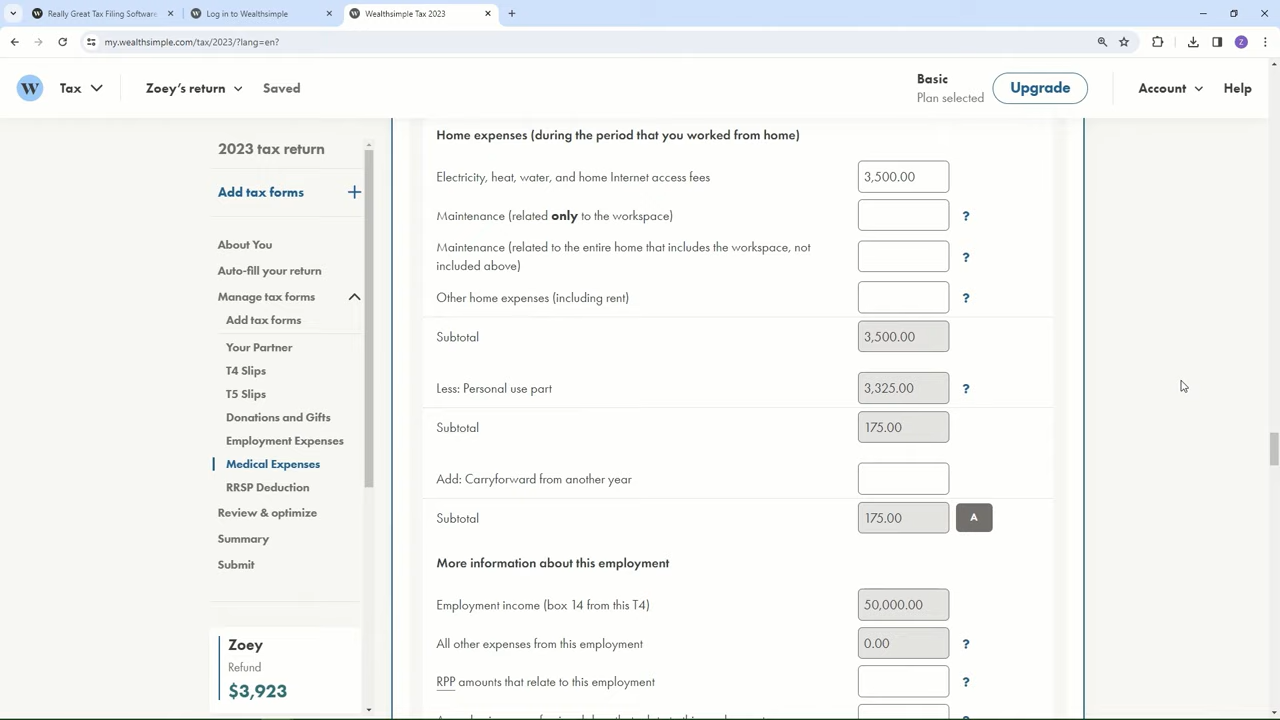 Really Great Tax Filing Software
Log in to Wealthsimple
Wealthsimple Tax 2023
my.wealthsimple.com/tax/2023/?lang=en?
Z
W
Tax
Zoey's return
Saved
Basic
Plan selected
Upgrade
Account
Help
2023 tax return
Add tax forms
About You
Auto-fill your return
Manage tax forms
Add tax forms
Your Partner
T4 Slips
T5 Slips
Donations and Gifts
Employment Expenses
Medical Expenses
RRSP Deduction
Review & optimize
Summary
Submit
Zoey
Refund
$3,923
Home expenses (during the period that you worked from home)
Electricity, heat, water, and home Internet access fees 3,500.00
Maintenance (related only to the workspace) ?
Maintenance (related to the entire home that includes the workspace, not
included above) ?
Other home expenses (including rent) ?
Subtotal 3,500.00
Less: Personal use part 3,325.00 ?
Subtotal 175.00
Add: Carryforward from another year
Subtotal 175.00 A
More information about this employment
Employment income (box 14 from this T4) 50,000.00
All other expenses from this employment 0.00 ?
RPP amounts that relate to this employment ?